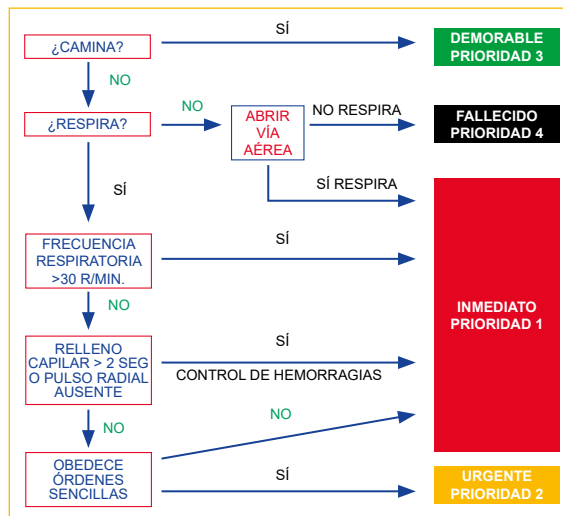 SÍ
¿CAMINA?
DEMORABLE
PRIORIDAD 3
NO
¿RESPIRA?
NO
ABRIR
VÍA
AÉREA
NO RESPIRA
FALLECIDO
PRIORIDAD 4
SÍ
SÍ RESPIRA
FRECUENCIA
RESPIRATORIA
>30 R/MIN.
SÍ
NO
INMEDIATO
PRIORIDAD 1
RELLENO
CAPILAR > 2 SEG
O PULSO RADIAL
AUSENTE
SÍ
CONTROL DE HEMORRAGIAS
NO
NO
OBEDECE
ÓRDENES
SENCILLAS
SÍ
URGENTE
PRIORIDAD 2